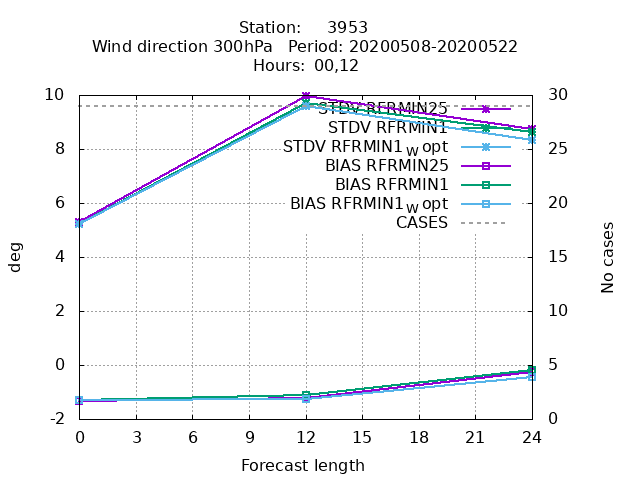 Station: 3953
Wind direction 300hPa Period: 20200508-20200522
Hours: 00,12
10 30
STDV RFRMIN25
STDV RFRMIN1
8 STDV RFRMIN1w opt 25
BIAS RFRMIN25
BIAS RFRMIN1
6 BIAS RFRMIN1w opt 20
CASES
4 15
deg
No cases
2 10
0 5
-2 0
0 3 6 9 12 15 18 21 24
Forecast length